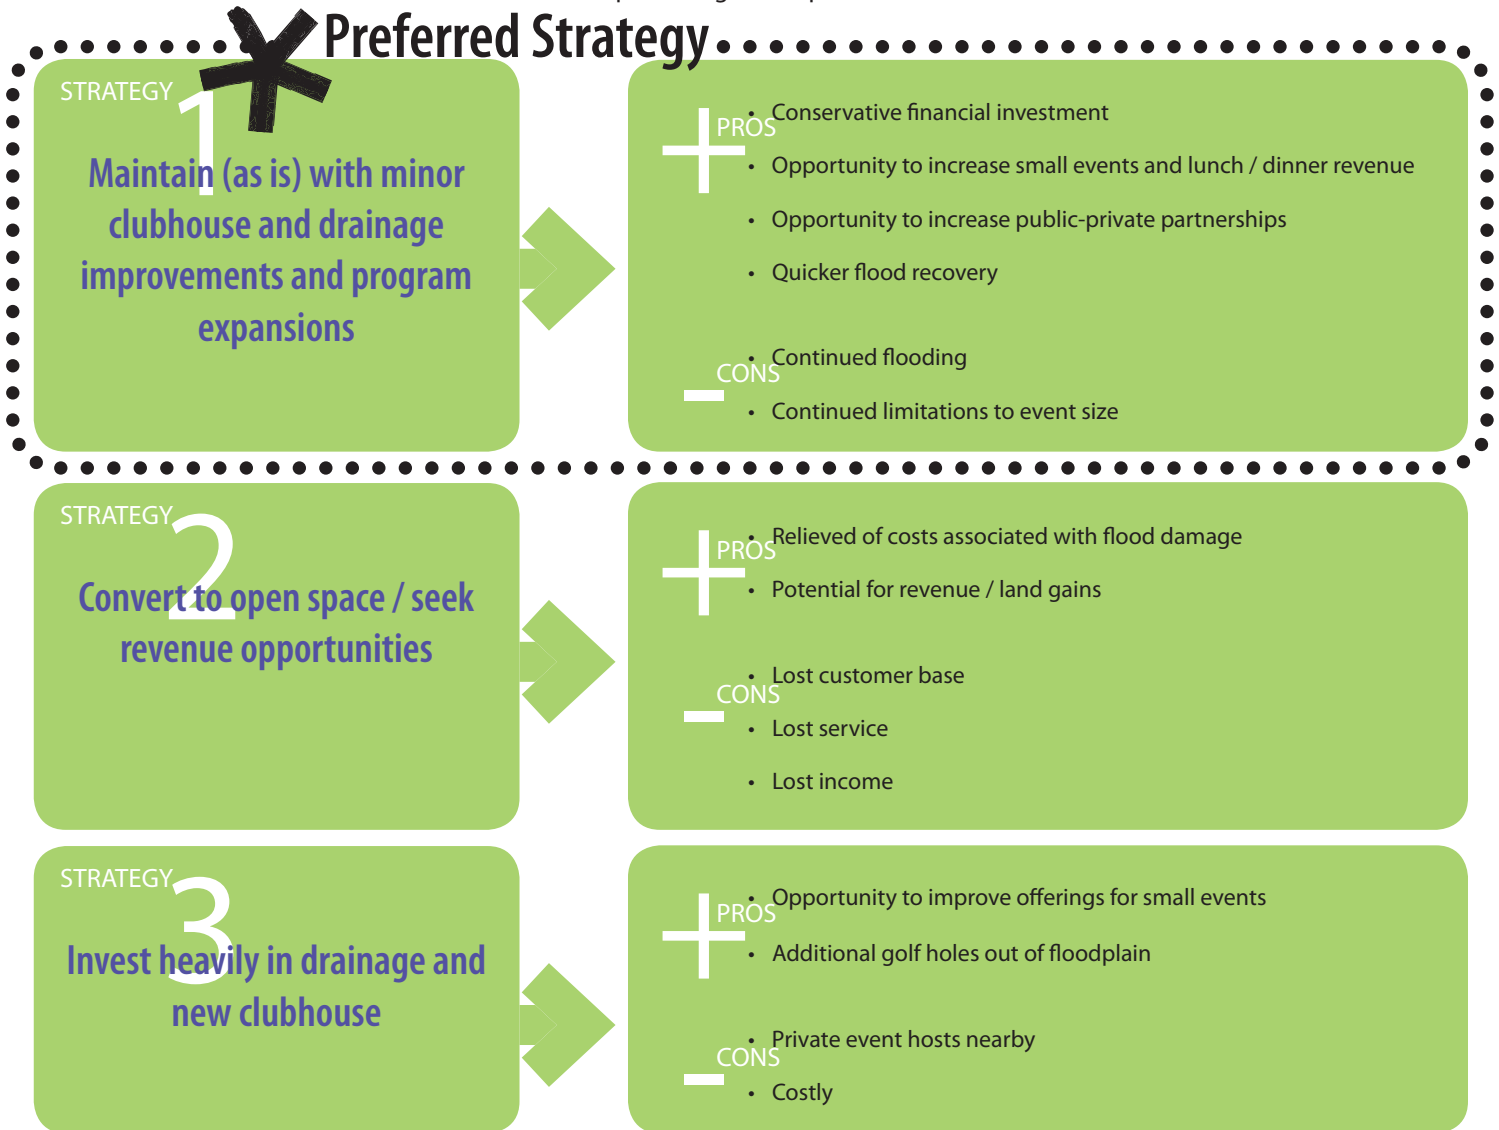 Preferred Strategy
STRATEGY
1
Maintain (as is) with minor
clubhouse and drainage
improvements and program
expansions
+
PROS
• Conservative financial investment
• Opportunity to increase small events and lunch / dinner revenue
• Opportunity to increase public-private partnerships
• Quicker flood recovery
-
CONS
• Continued flooding
• Continued limitations to event size
STRATEGY
2
Convert to open space / seek
revenue opportunities
+
PROS
• Relieved of costs associated with flood damage
• Potential for revenue / land gains
-
CONS
• Lost customer base
• Lost service
• Lost income
STRATEGY
3
Invest heavily in drainage and
new clubhouse
+
PROS
• Opportunity to improve offerings for small events
• Additional golf holes out of floodplain
-
CONS
• Private event hosts nearby
• Costly